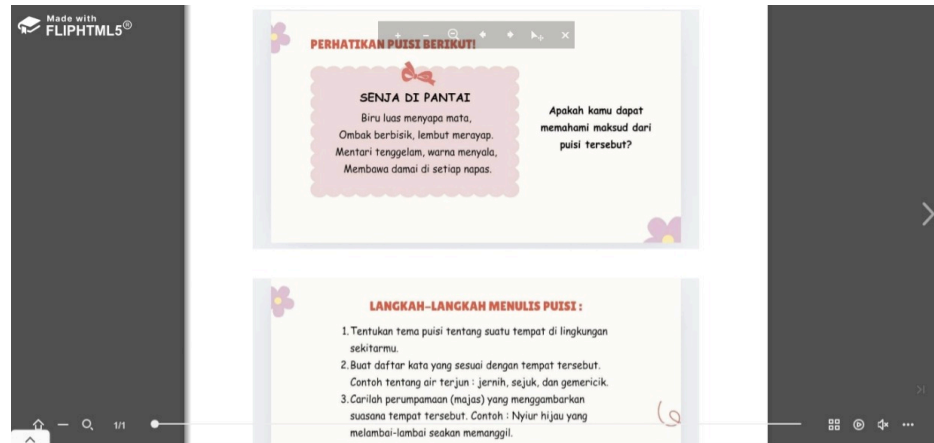 Made with
FLIPHTML5®
PERHATIKAN PUISI BERIKUT!
SENJA DI PANTAI
Biru luas menyapa mata,
Ombak berbisik, lembut merayap.
Mentari tenggelam, warna menyala,
Membawa damai di setiap napas.
Apakah kamu dapat
memahami maksud dari
puisi tersebut?
LANGKAH-LANGKAH MENULIS PUISI :
1. Tentukan tema puisi tentang suatu tempat di lingkungan
sekitarmu.
2. Buat daftar kata yang sesuai dengan tempat tersebut.
Contoh tentang air terjun : jernih, sejuk, dan gemericik.
3. Carilah perumpamaan (majas) yang menggambarkan
suasana tempat tersebut. Contoh : Nyiur hijau yang
melambai-lambai seakan memanggil.
1/1